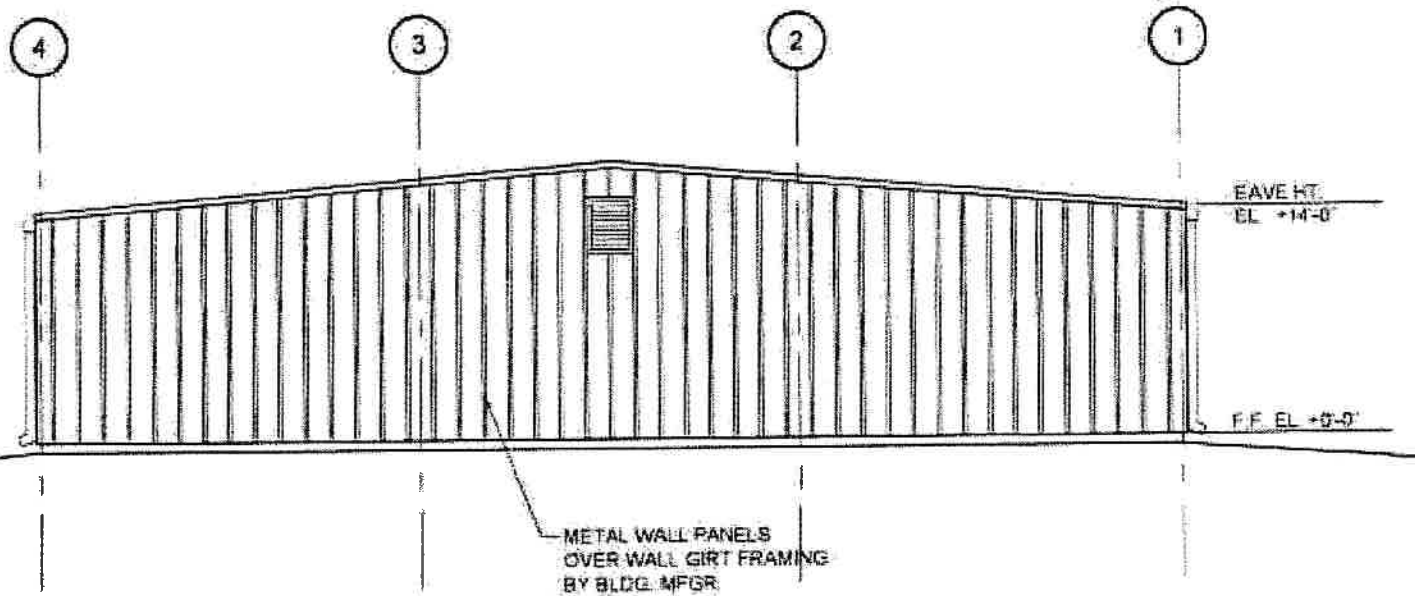 4
3
2
1
EAVE HT.
EL +14'-0"
F.F. EL +0'-0"
METAL WALL PANELS
OVER WALL GIRT FRAMING
BY BLDG. MFGR.